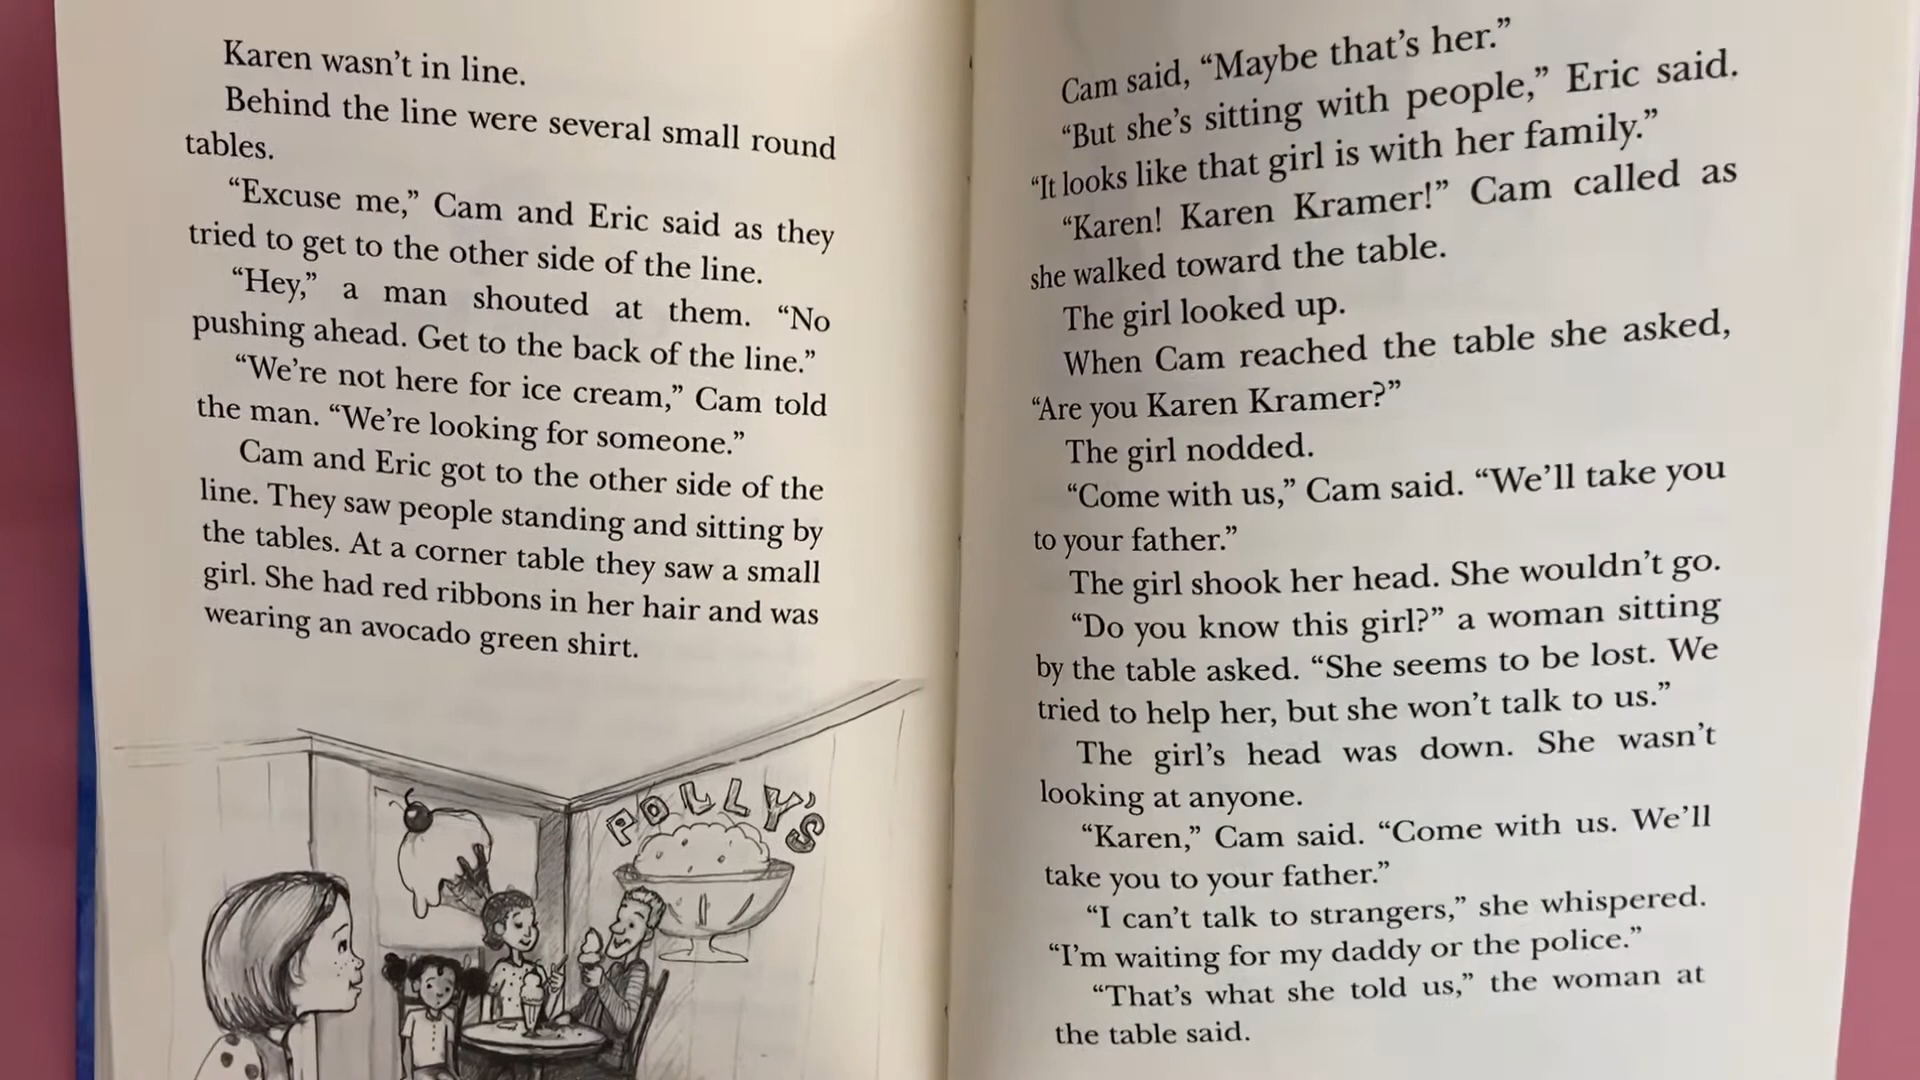 Karen wasn’t in line.
Behind the line were several small round
tables.
“Excuse me,” Cam and Eric said as they
tried to get to the other side of the line.
“Hey,” a man shouted at them. “No
pushing ahead. Get to the back of the line.”
“We’re not here for ice cream,” Cam told
the man. “We’re looking for someone.”
Cam and Eric got to the other side of the
line. They saw people standing and sitting by
the tables. At a corner table they saw a small
girl. She had red ribbons in her hair and was
wearing an avocado green shirt.
POLLY’S
Cam said, “Maybe that’s her.”
“But she’s sitting with people,” Eric said.
“It looks like that girl is with her family.”
“Karen! Karen Kramer!” Cam called as
she walked toward the table.
The girl looked up.
When Cam reached the table she asked,
“Are you Karen Kramer?”
The girl nodded.
“Come with us,” Cam said. “We’ll take you
to your father.”
The girl shook her head. She wouldn’t go.
“Do you know this girl?” a woman sitting
by the table asked. “She seems to be lost. We
tried to help her, but she won’t talk to us.”
The girl’s head was down. She wasn’t
looking at anyone.
“Karen,” Cam said. “Come with us. We’ll
take you to your father.”
“I can’t talk to strangers,” she whispered.
“I’m waiting for my daddy or the police.”
“That’s what she told us,” the woman at
the table said.